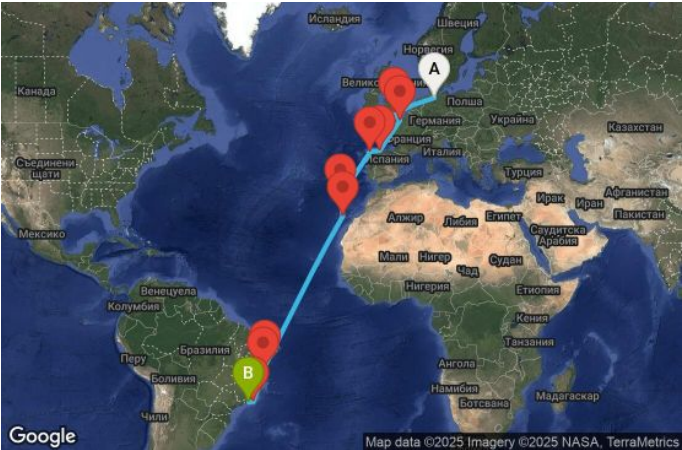 Исландия
Швеция
Норвегия
A
Канада
Полша
Украйна
Германия
Казахстан
Италия
Испания
Съединени
щати
Турция
Ирак
Иран
Афганистан
Пакистан
Алжир
Либия
Египет
Саудитска
Арабия
Мексико
Мали
Нигер
Чад
Судан
Нигерия
Етиопия
Венецуела
Колумбия
Кения
Танзания
Перу
Бразилия
Ангола
B
Боливия
Намибия
Ботсвана
Мадагаскар
Чили
Google
Map data ©2025 Imagery ©2025 NASA, TerraMetrics